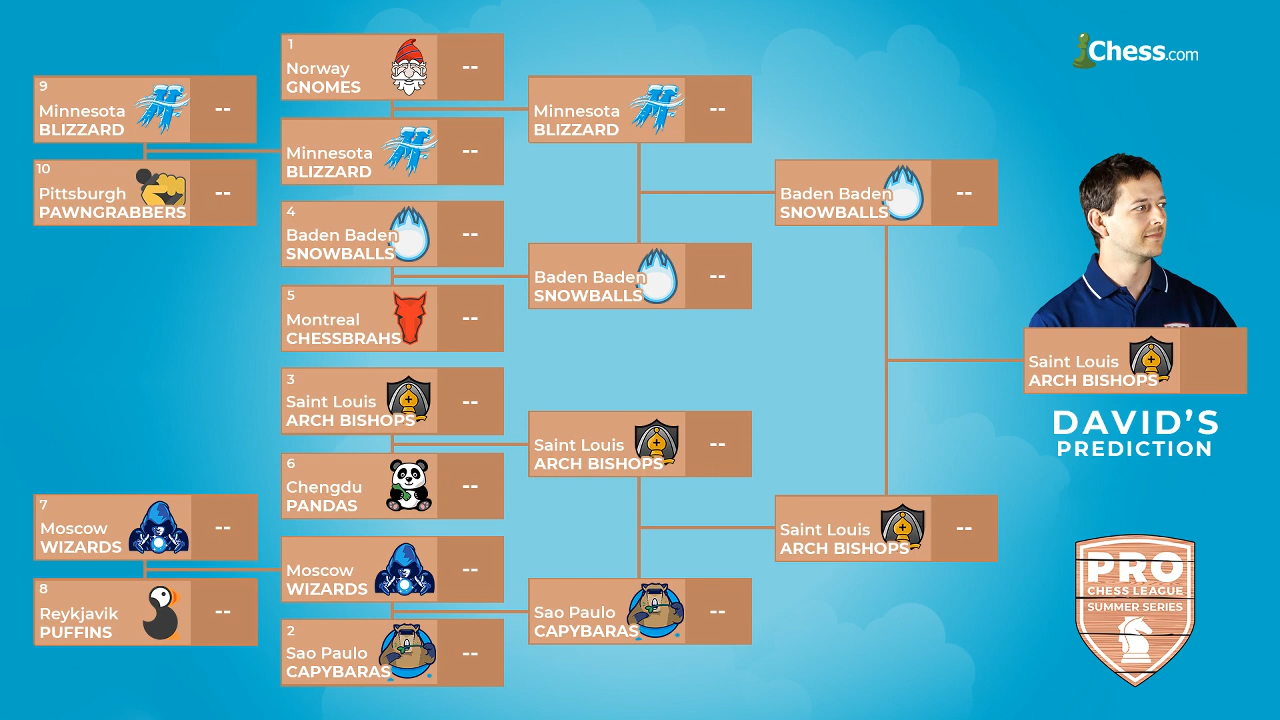 Chess.com
9
Minnesota
BLIZZARD
--
10
Pittsburgh
PAWNGRABBERS
--
7
Moscow
WIZARDS
--
8
Reykjavik
PUFFINS
--
1
Norway
GNOMES
--
Minnesota
BLIZZARD
--
4
Baden Baden
SNOWBALLS
--
5
Montreal
CHESSBRAHS
--
3
Saint Louis
ARCH BISHOPS
--
6
Chengdu
PANDAS
--
Moscow
WIZARDS
--
2
Sao Paulo
CAPYBARAS
--
Minnesota
BLIZZARD
--
Baden Baden
SNOWBALLS
--
Saint Louis
ARCH BISHOPS
--
Sao Paulo
CAPYBARAS
--
Baden Baden
SNOWBALLS
--
Saint Louis
ARCH BISHOPS
--
Saint Louis
ARCH BISHOPS
DAVID'S
PREDICTION
PRO
CHESS LEAGUE
SUMMER SERIES